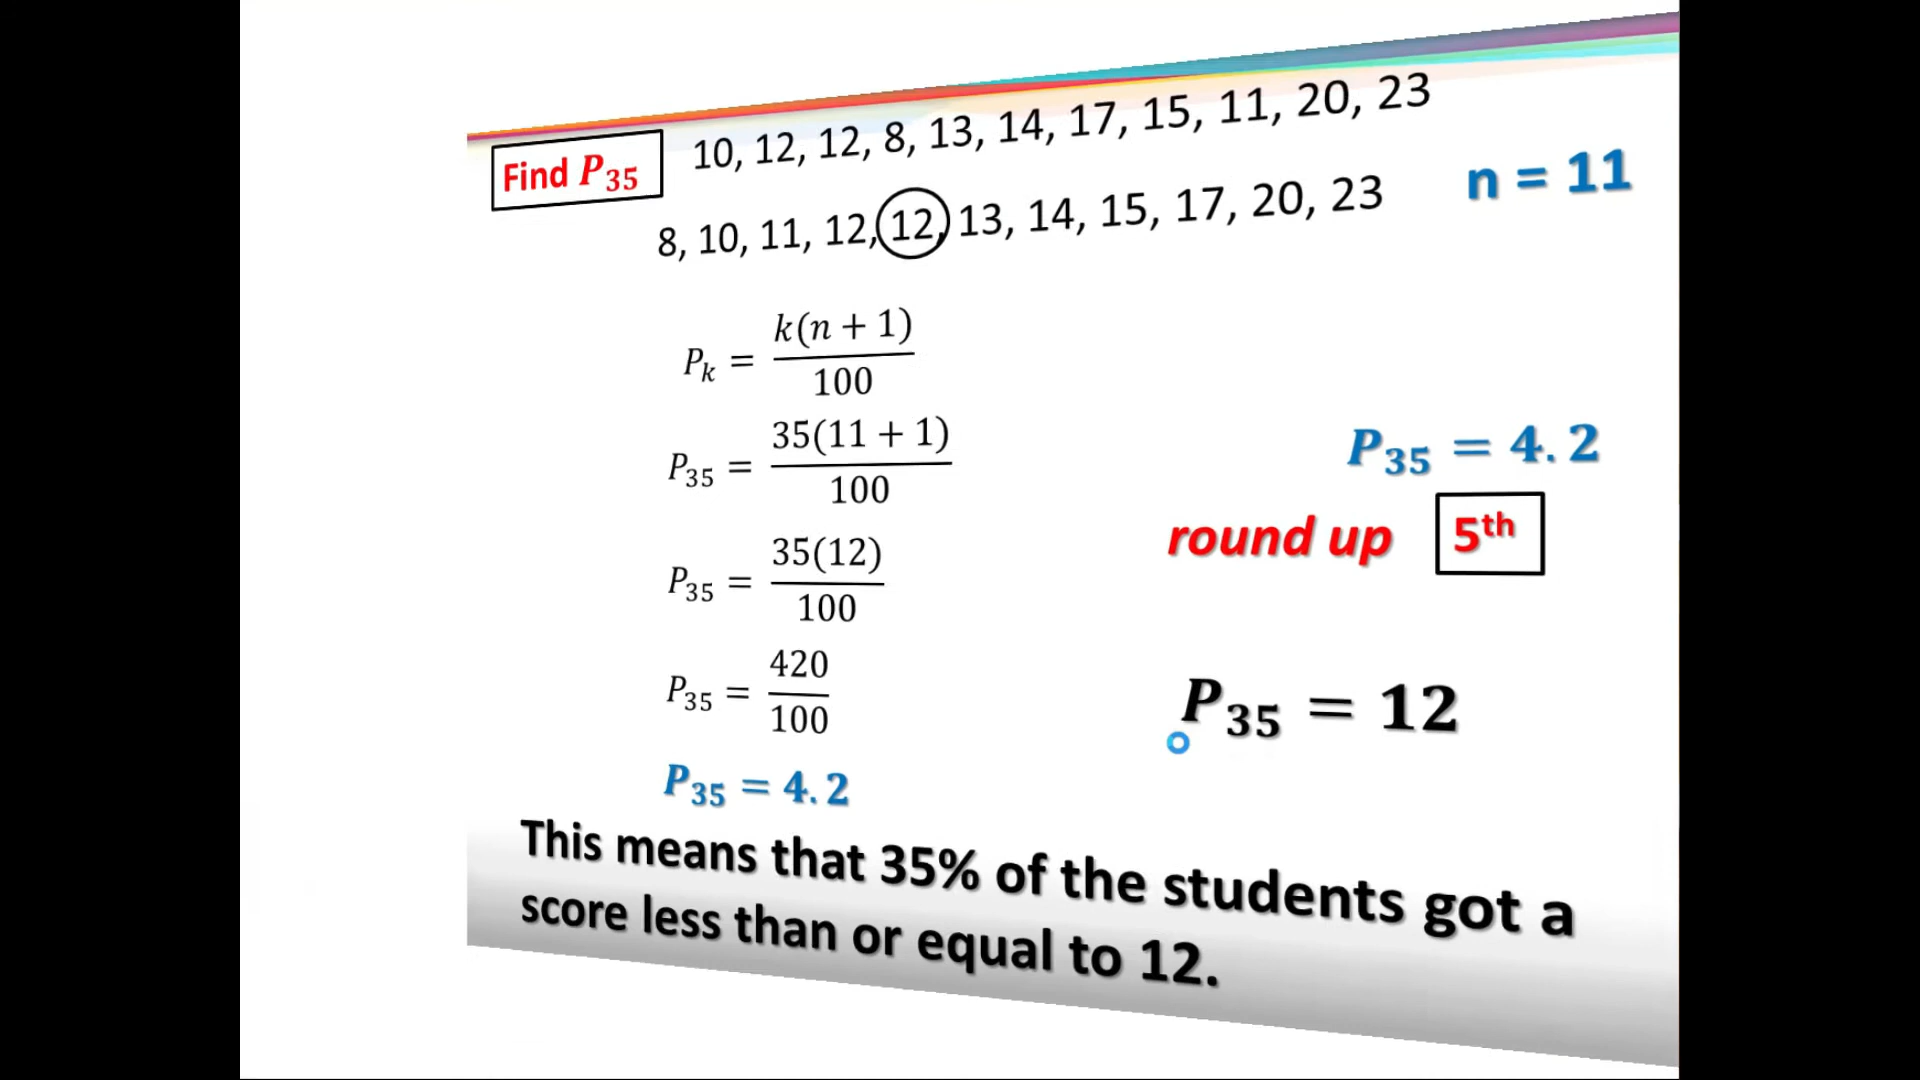 Find P₃₅
10, 12, 12, 8, 13, 14, 17, 15, 11, 20, 23
8, 10, 11, 12, 12, 13, 14, 15, 17, 20, 23
n = 11
Pₖ = k(n + 1)/100
P₃₅ = 35(11 + 1)/100
P₃₅ = 35(12)/100
P₃₅ = 420/100
P₃₅ = 4.2
P₃₅ = 4.2
round up 5ᵗʰ
P₃₅ = 12
This means that 35% of the students got a
score less than or equal to 12.